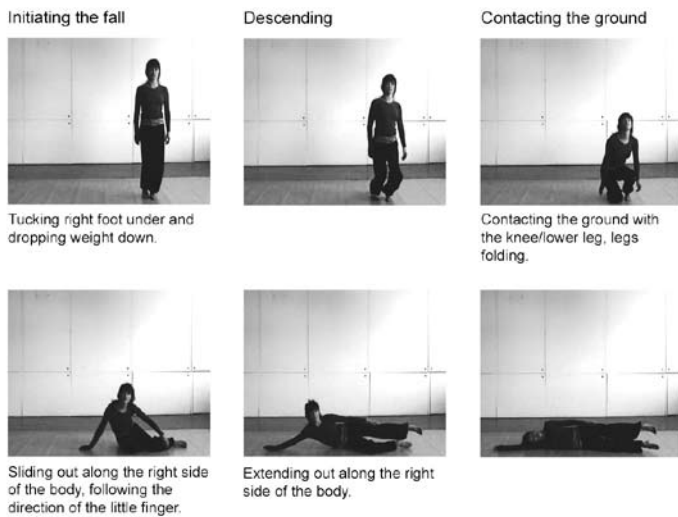 Initiating the fall
Descending
Contacting the ground
Tucking right foot under and
dropping weight down.
Contacting the ground with
the knee/lower leg, legs
folding.
Sliding out along the right side
of the body, following the
direction of the little finger.
Extending out along the right
side of the body.